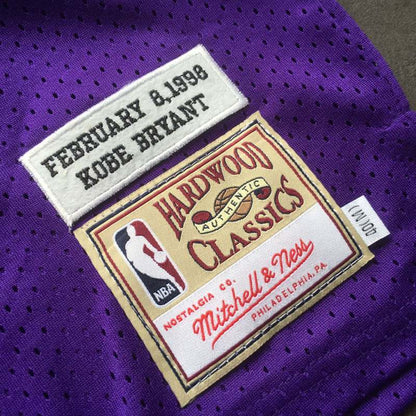 FEBRUARY 8,1998
KOBE BRYANT
HARDWOOD
AUTHENTIC
CLASSICS
NBA
NOSTALGIA CO.
Mitchell & Ness
PHILADELPHIA, PA.
40(M)